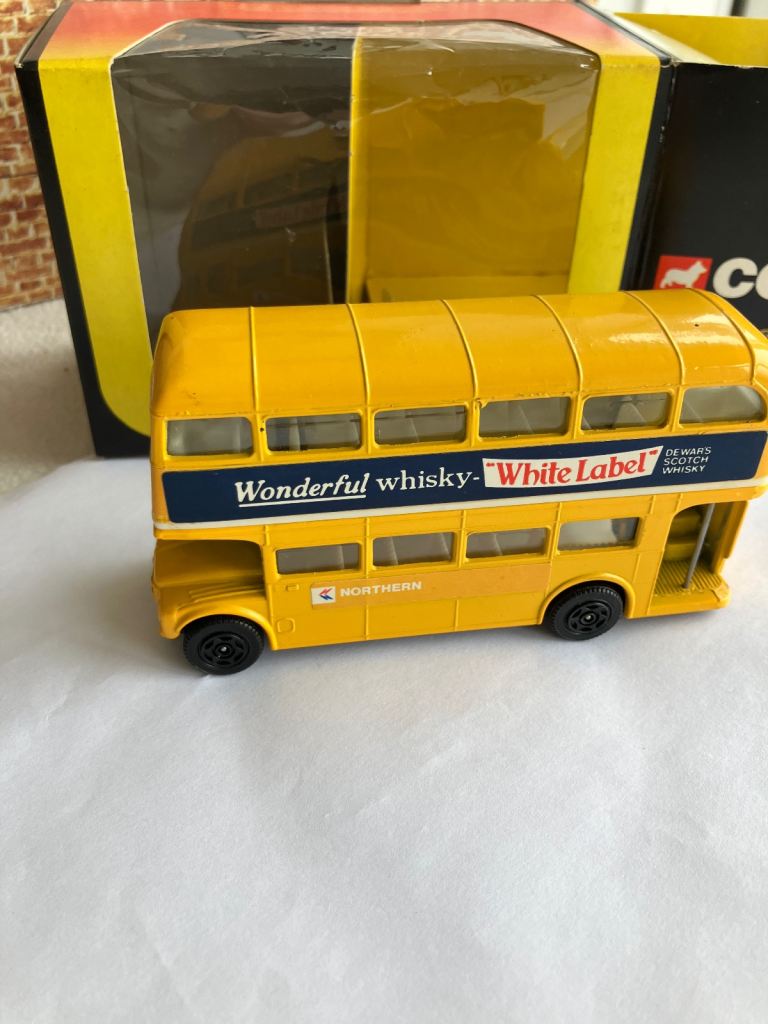 CO
Wonderful whisky-"White Label"
DEWAR'S
SCOTCH
WHISKY
NORTHERN